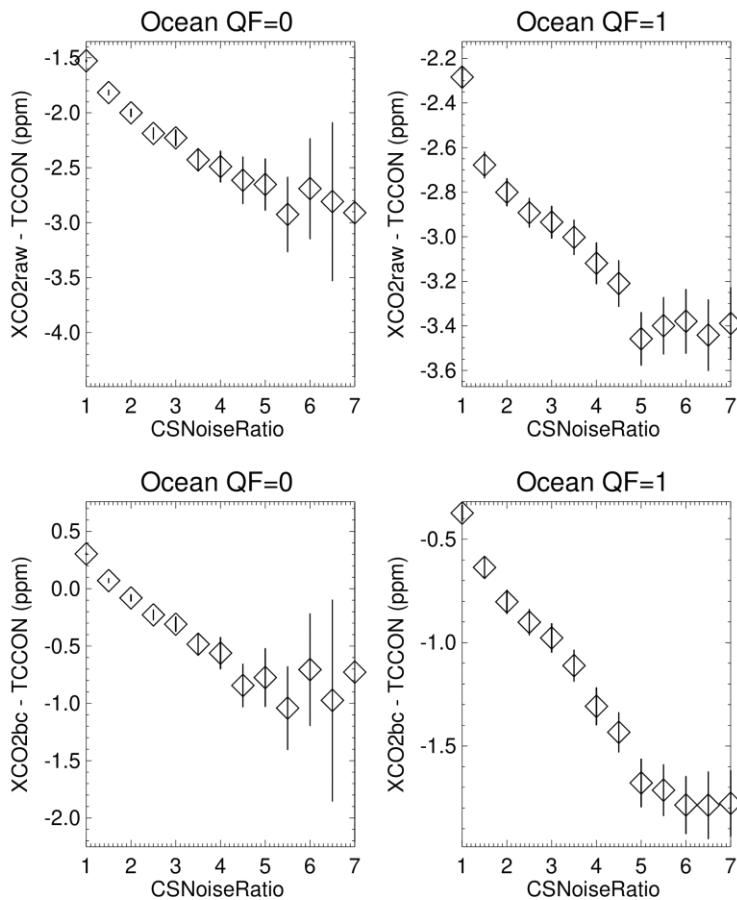 Ocean QF=0
XCO2raw - TCCON (ppm)
-1.5
-2.0
-2.5
-3.0
-3.5
-4.0
1 2 3 4 5 6 7
CSNoiseRatio
Ocean QF=1
XCO2raw - TCCON (ppm)
-2.2
-2.4
-2.6
-2.8
-3.0
-3.2
-3.4
-3.6
1 2 3 4 5 6 7
CSNoiseRatio
Ocean QF=0
XCO2bc - TCCON (ppm)
0.5
0.0
-0.5
-1.0
-1.5
-2.0
1 2 3 4 5 6 7
CSNoiseRatio
Ocean QF=1
XCO2bc - TCCON (ppm)
-0.5
-1.0
-1.5
1 2 3 4 5 6 7
CSNoiseRatio